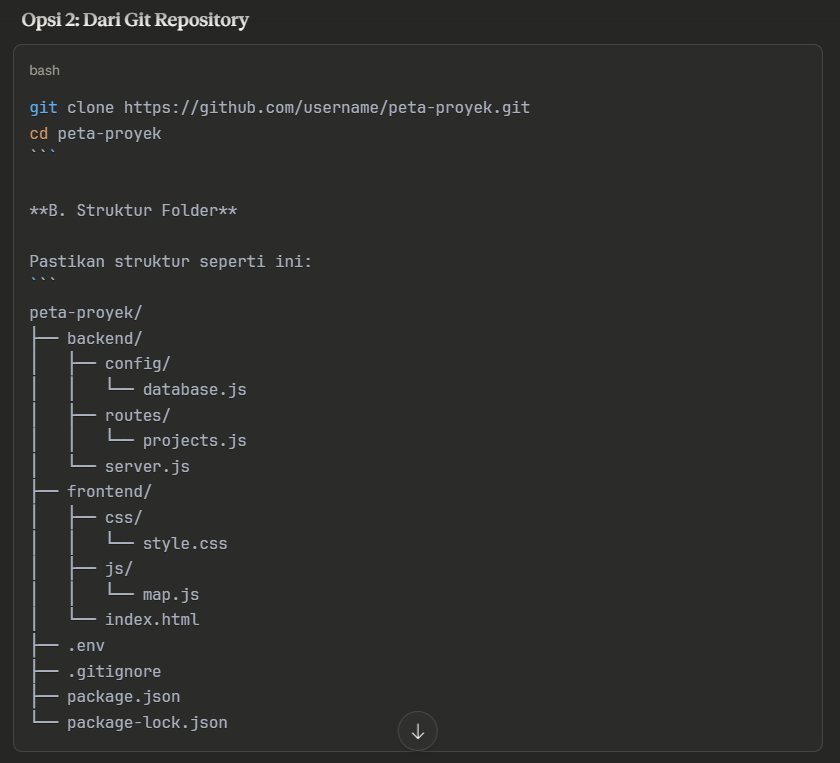 Opsi 2: Dari Git Repository
bash
git clone https://github.com/username/peta-proyek.git
cd peta-proyek
```
**B. Struktur Folder**
Pastikan struktur seperti ini:
```
peta-proyek/
├── backend/
│   ├── config/
│   │   └── database.js
│   ├── routes/
│   │   └── projects.js
│   └── server.js
├── frontend/
│   ├── css/
│   │   └── style.css
│   ├── js/
│   │   └── map.js
│   └── index.html
├── .env
├── .gitignore
├── package.json
└── package-lock.json